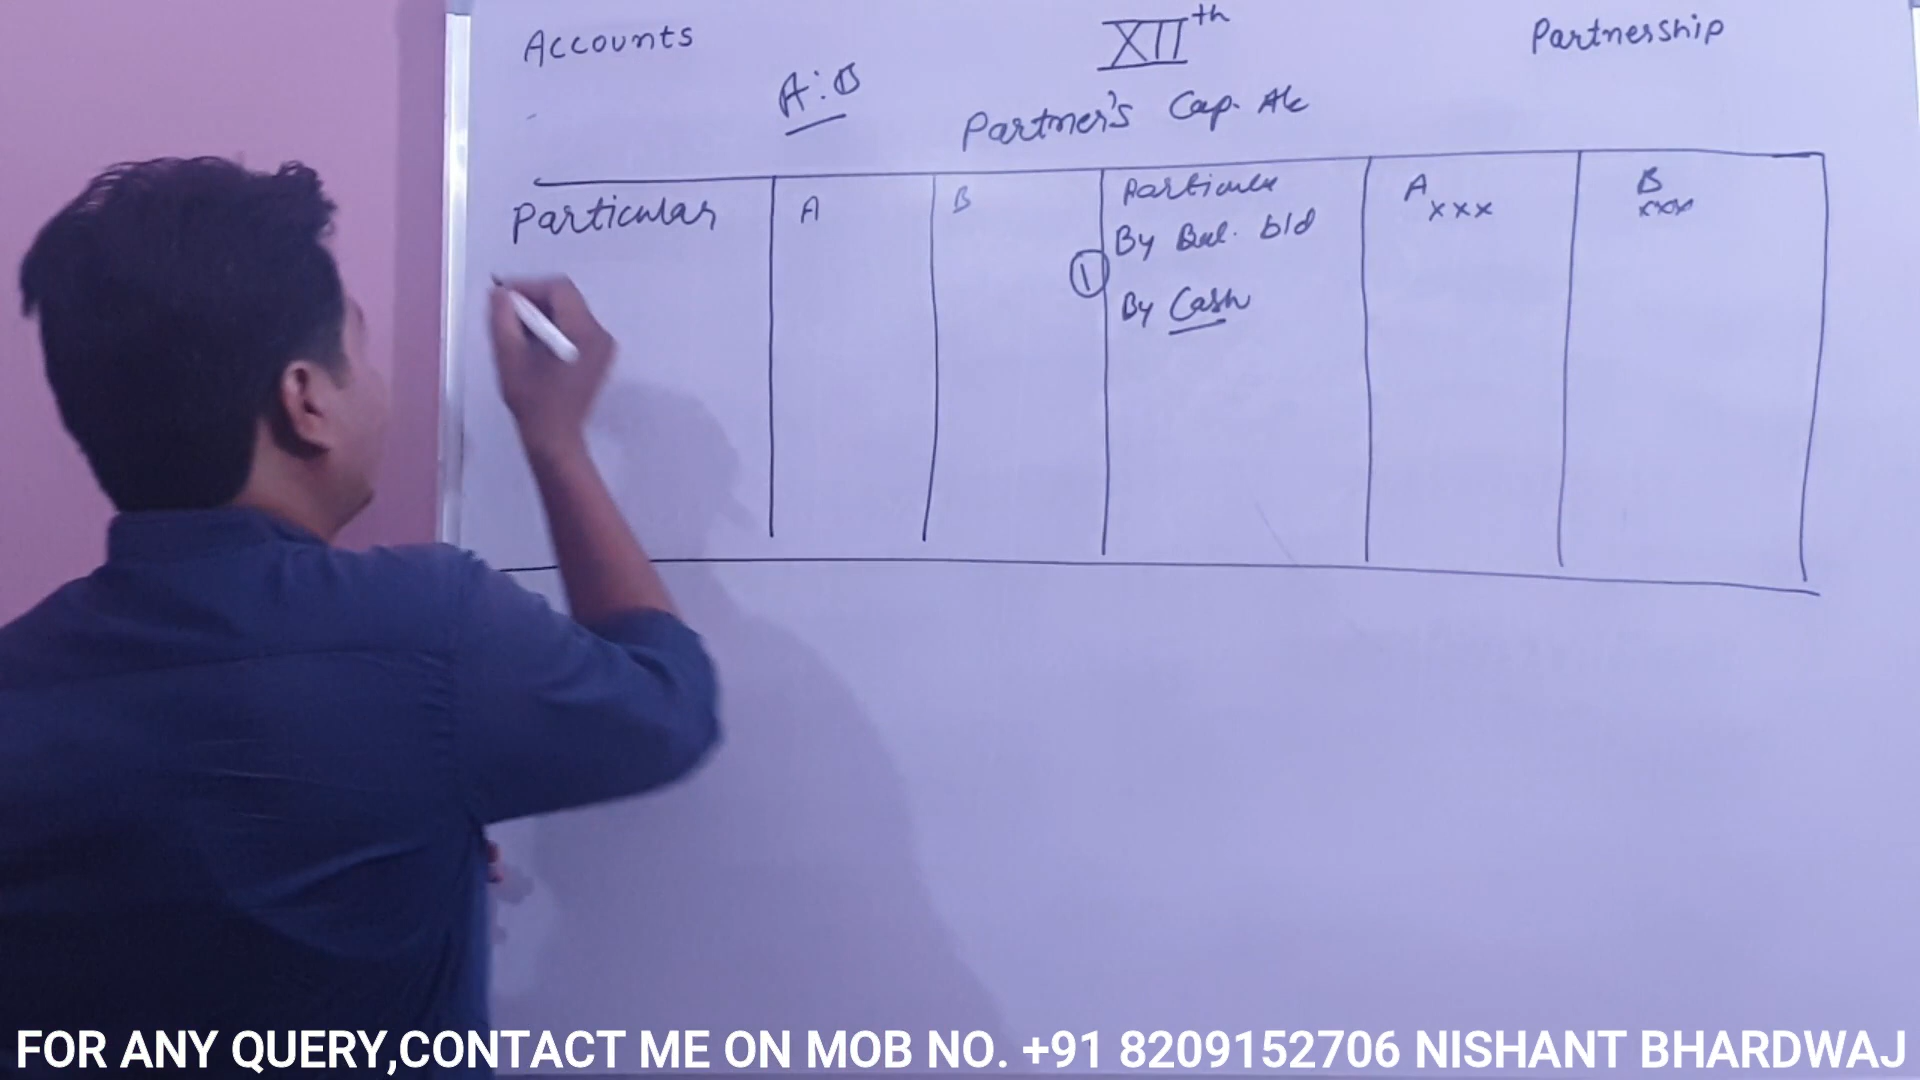 Accounts XIIth Partnership
A:B
Partner's Cap. A/c
Particular A B Particular A B
xxx xxx
By Bal. b/d
1
By Cash
FOR ANY QUERY,CONTACT ME ON MOB NO. +91 8209152706 NISHANT BHARDWAJ